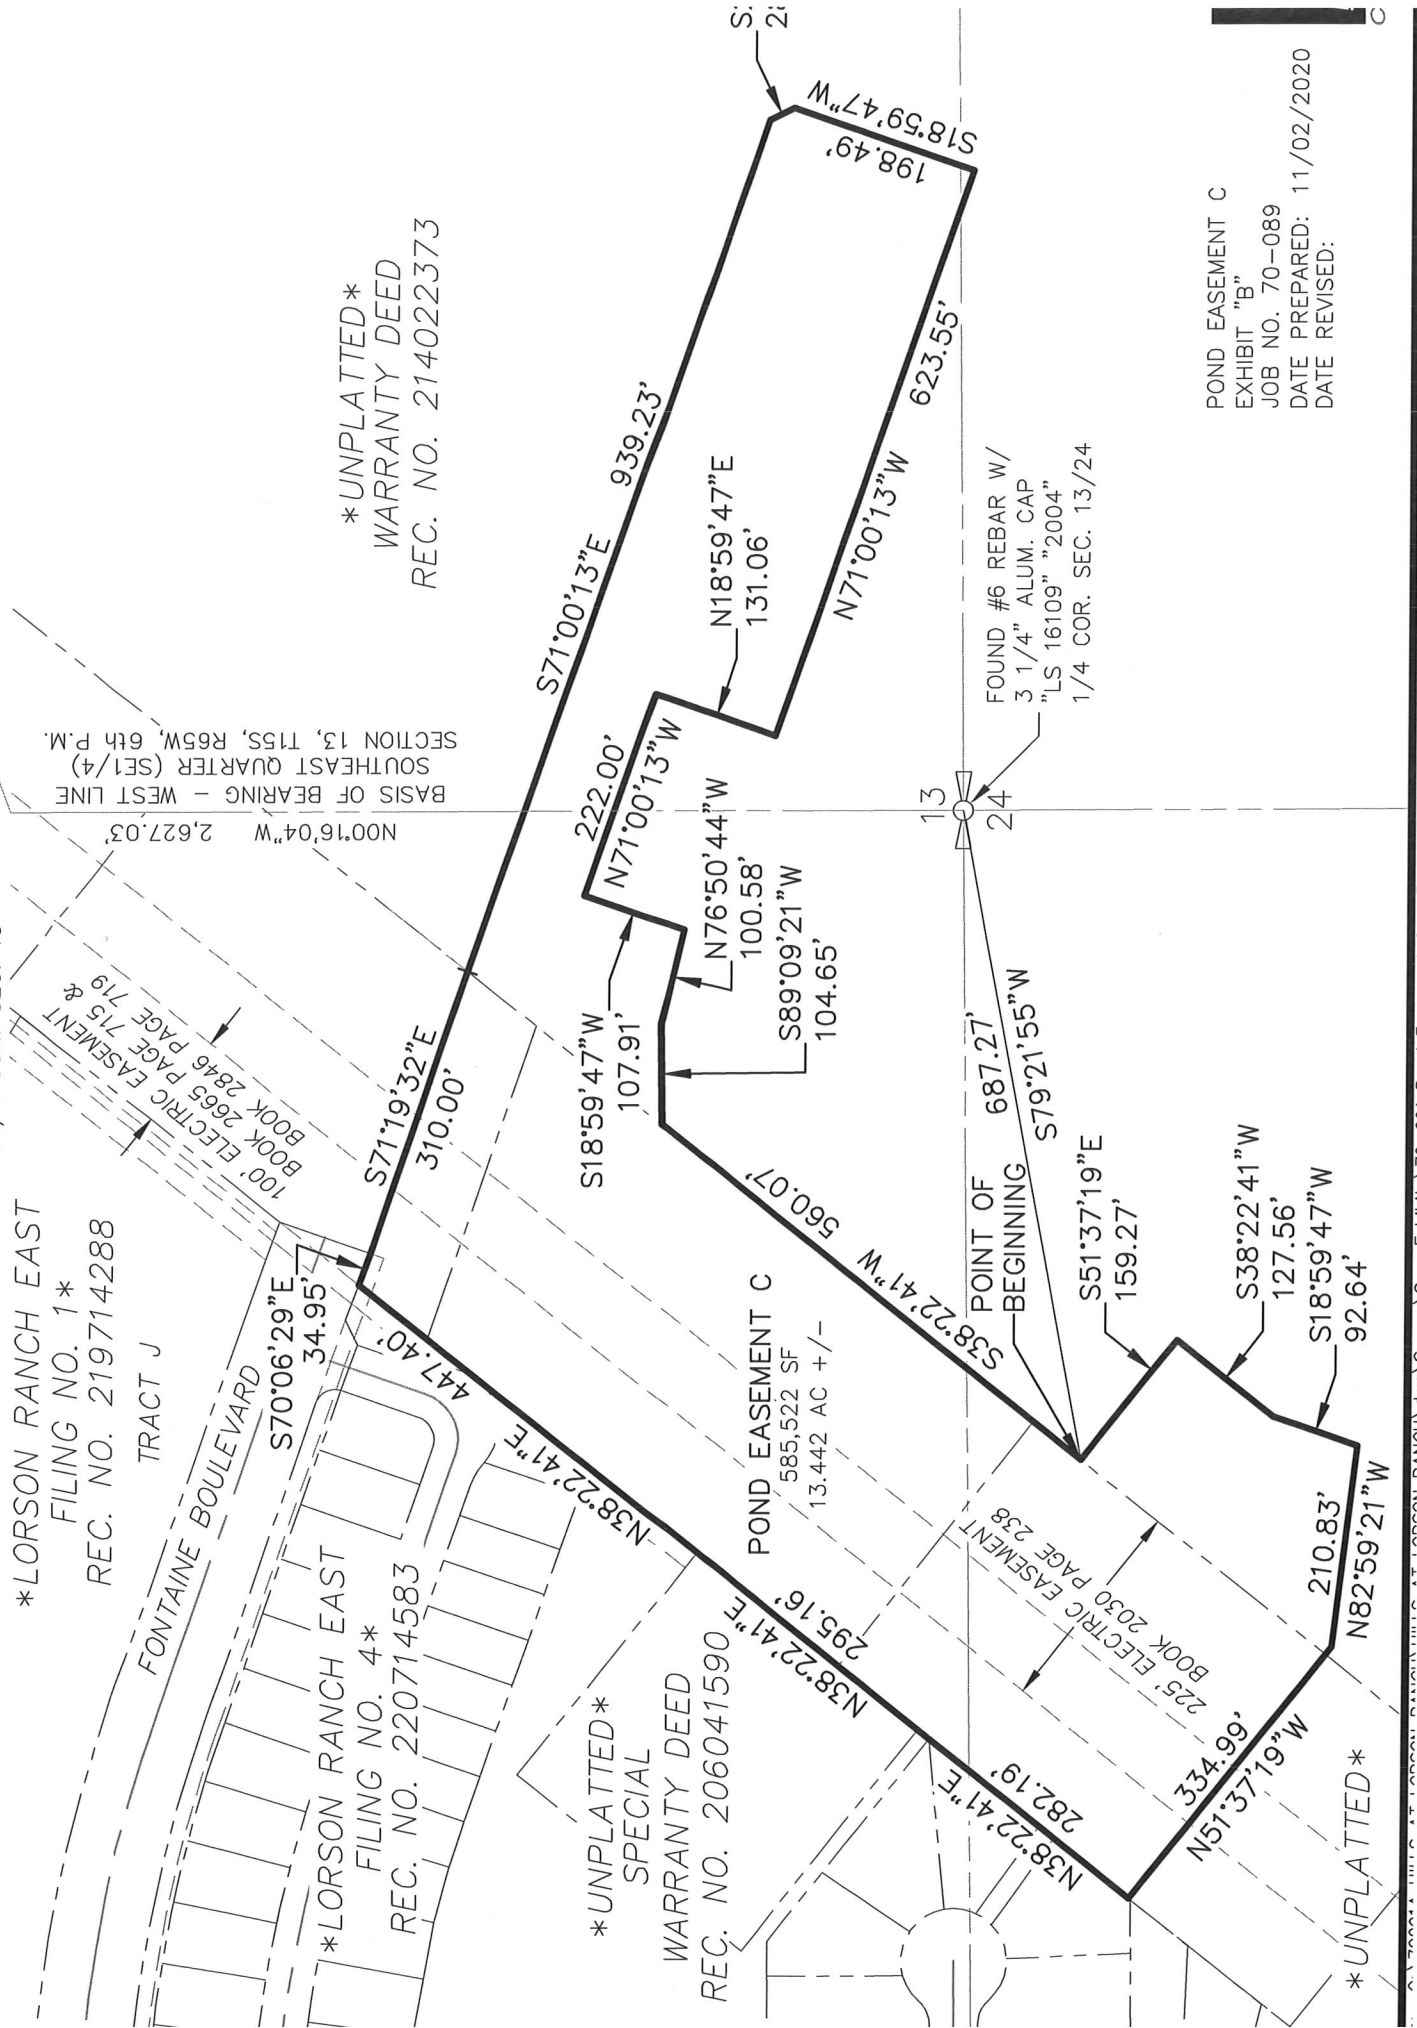 *LORSON RANCH EAST
FILING NO. 1*
REC. NO. 219714288
TRACT J
FONTAINE BOULEVARD
*LORSON RANCH EAST
FILING NO. 4*
REC. NO. 220714583
*UNPLATTED*
SPECIAL
WARRANTY DEED
REC. NO. 206041590
*UNPLATTED*
WARRANTY DEED
REC. NO. 214022373
N00°16'04"W 2,627.03'
BASIS OF BEARING – WEST LINE
SOUTHEAST QUARTER (SE1/4)
SECTION 13, T15S, R65W, 6th P.M.
100' ELECTRIC EASEMENT
BOOK 2665 PAGE 715 &
BOOK 2846 PAGE 719
S70°06'29"E
34.95'
S71°19'32"E
310.00'
S71°00'13"E
939.23'
S18°59'47"W
198.49'
N71°00'13"W
623.55'
N18°59'47"E
131.06'
222.00'
N71°00'13"W
S18°59'47"W
107.91'
N76°50'44"W
100.58'
S89°09'21"W
104.65'
560.07'
S38°22'41"W
POINT OF
BEGINNING
687.27'
S79°21'55"W
13
24
FOUND #6 REBAR W/
3 1/4" ALUM. CAP
"LS 16109" "2004"
1/4 COR. SEC. 13/24
S51°37'19"E
159.27'
S38°22'41"W
127.56'
S18°59'47"W
92.64'
210.83'
N82°59'21"W
334.99'
N51°37'19"W
N38°22'41"E
282.19'
N38°22'41"E
295.16'
N38°22'41"E
447.40'
POND EASEMENT C
585,522 SF
13.442 AC +/-
225' ELECTRIC EASEMENT
BOOK 2030 PAGE 238
*UNPLATTED*
POND EASEMENT C
EXHIBIT "B"
JOB NO. 70-089
DATE PREPARED: 11/02/2020
DATE REVISED: